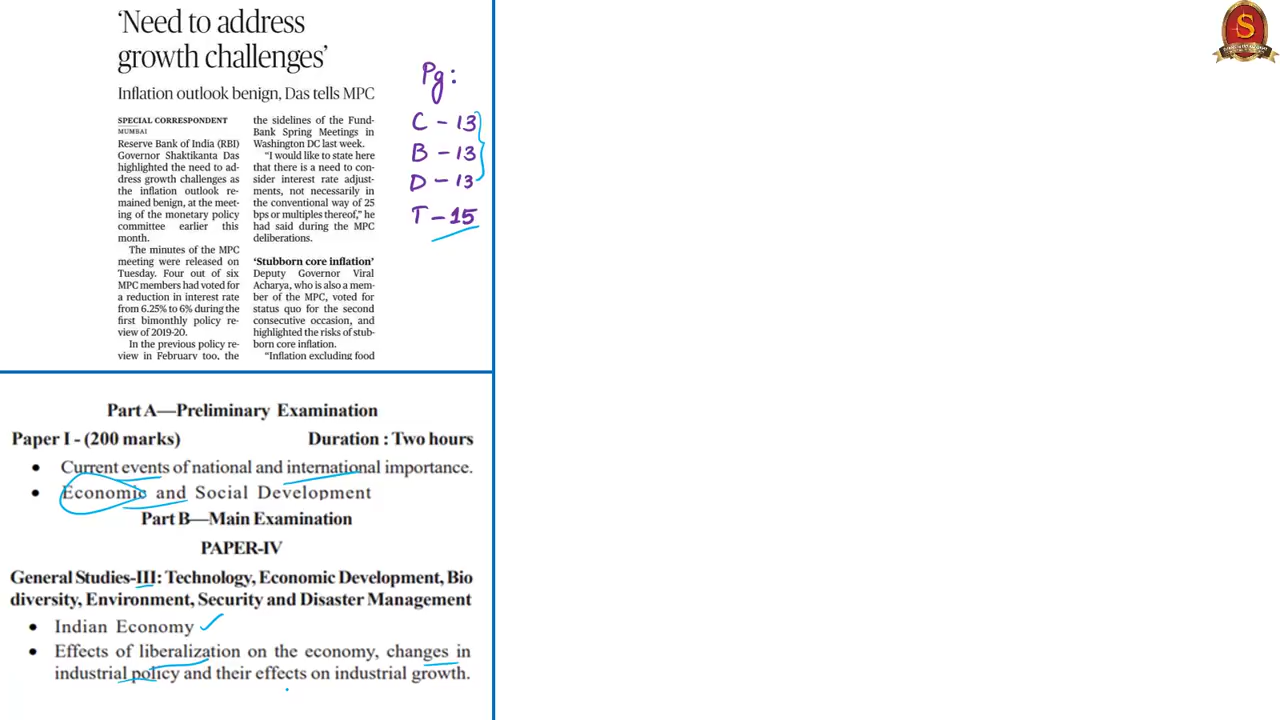 ‘Need to address
growth challenges’
Inflation outlook benign, Das tells MPC
SPECIAL CORRESPONDENT
MUMBAI
Reserve Bank of India (RBI)
Governor Shaktikanta Das
highlighted the need to ad-
dress growth challenges as
the inflation outlook re-
mained benign, at the meet-
ing of the monetary policy
committee earlier this
month.
The minutes of the MPC
meeting were released on
Tuesday. Four out of six
MPC members had voted for
a reduction in interest rate
from 6.25% to 6% during the
first bimonthly policy re-
view of 2019-20.
In the previous policy re-
view in February too, the
the sidelines of the Fund-
Bank Spring Meetings in
Washington DC last week.
“I would like to state here
that there is a need to con-
sider interest rate adjust-
ments, not necessarily in
the conventional way of 25
bps or multiples thereof,” he
had said during the MPC
deliberations.
‘Stubborn core inflation’
Deputy Governor Viral
Acharya, who is also a mem-
ber of the MPC, voted for
status quo for the second
consecutive occasion, and
highlighted the risks of stub-
born core inflation.
“Inflation excluding food
Pg:
C - 13
B - 13
D - 13
T - 15
S
Part A—Preliminary Examination
Paper I - (200 marks) Duration : Two hours
• Current events of national and international importance.
• Economic and Social Development
Part B—Main Examination
PAPER-IV
General Studies-III: Technology, Economic Development, Bio
diversity, Environment, Security and Disaster Management
• Indian Economy
• Effects of liberalization on the economy, changes in
industrial policy and their effects on industrial growth.